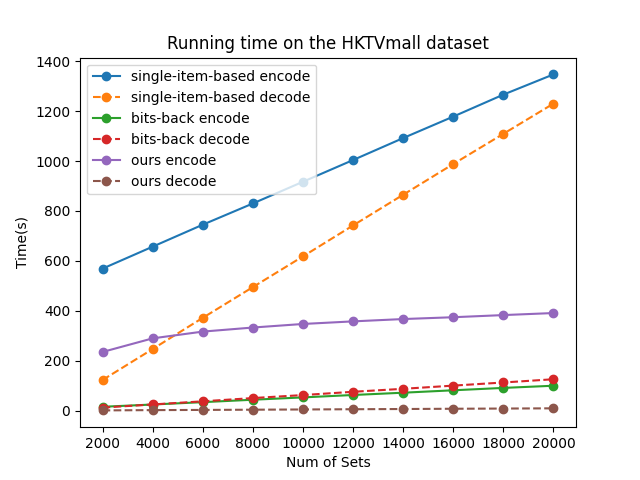 Running time on the HKTVmall dataset
single-item-based encode
single-item-based decode
bits-back encode
bits-back decode
ours encode
ours decode
Time(s)
1400
1200
1000
800
600
400
200
0
2000 4000 6000 8000 10000 12000 14000 16000 18000 20000
Num of Sets